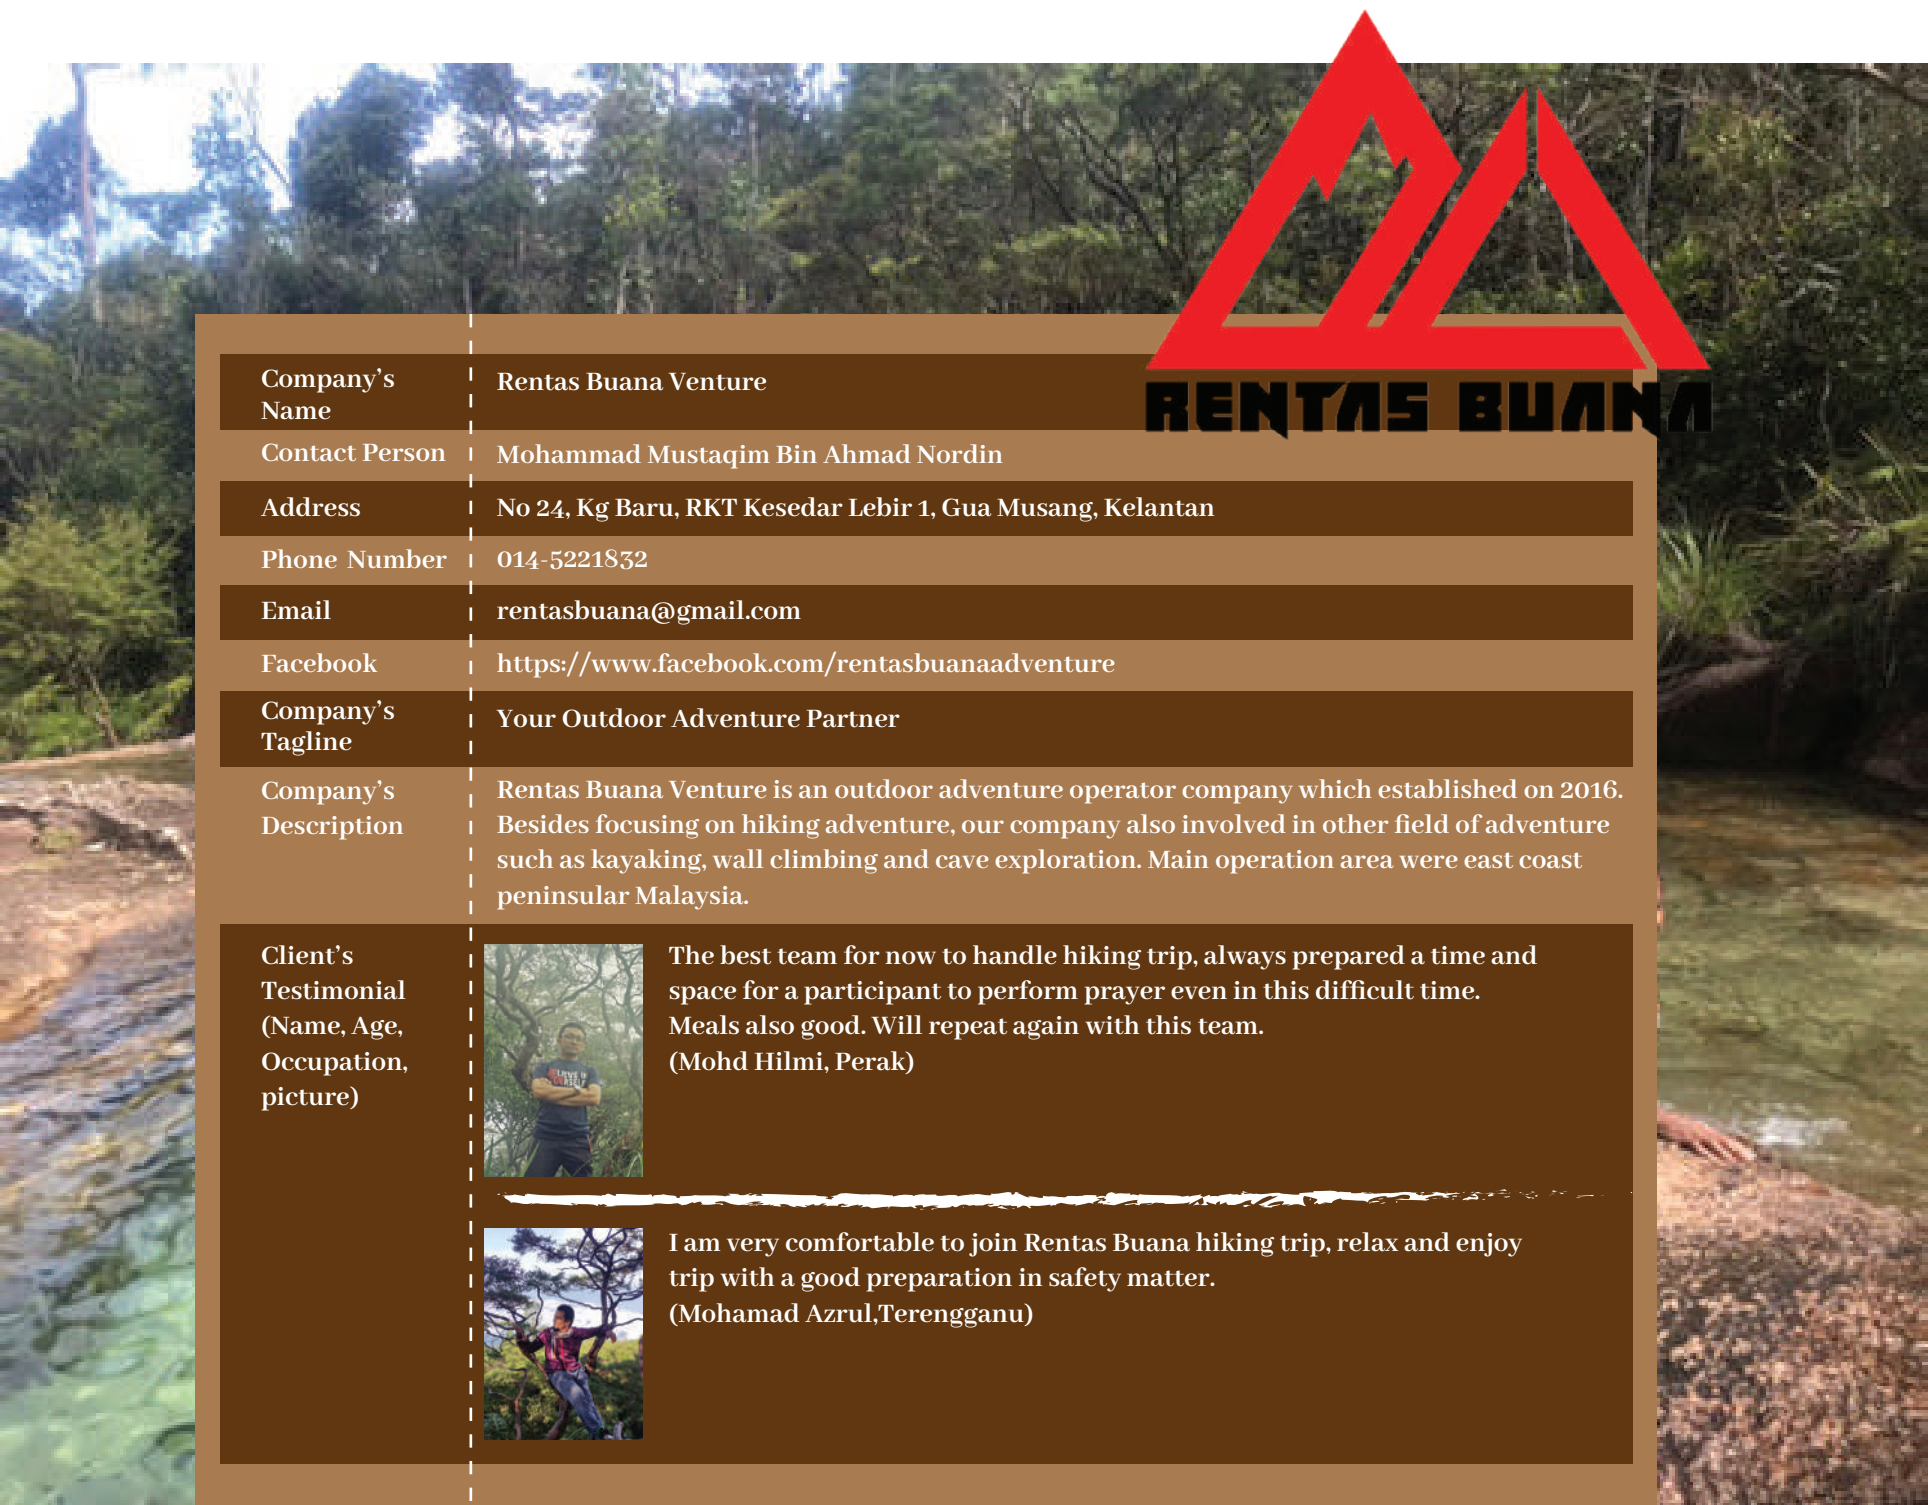 RENTAS BUANA
Company's
Name
Rentas Buana Venture
Contact Person
Mohammad Mustaqim Bin Ahmad Nordin
Address
No 24, Kg Baru, RKT Kesedar Lebir 1, Gua Musang, Kelantan
Phone Number
014-5221832
Email
rentasbuana@gmail.com
Facebook
https://www.facebook.com/rentasbuanaadventure
Company's
Tagline
Your Outdoor Adventure Partner
Company's
Description
Rentas Buana Venture is an outdoor adventure operator company which established on 2016.
Besides focusing on hiking adventure, our company also involved in other field of adventure
such as kayaking, wall climbing and cave exploration. Main operation area were east coast
peninsular Malaysia.
Client's
Testimonial
(Name, Age,
Occupation,
picture)
The best team for now to handle hiking trip, always prepared a time and
space for a participant to perform prayer even in this difficult time.
Meals also good. Will repeat again with this team.
(Mohd Hilmi, Perak)
I am very comfortable to join Rentas Buana hiking trip, relax and enjoy
trip with a good preparation in safety matter.
(Mohamad Azrul,Terengganu)